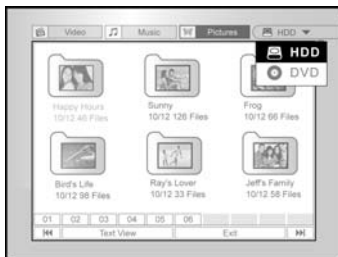 Video Music Pictures HDD
HDD
DVD
Happy Hours Sunny Frog
10/12 46 Files 10/12 126 Files 10/12 66 Files
Bird's Life Ray's Lover Jeff's Family
10/12 98 Files 10/12 33 Files 10/12 58 Files
01 02 03 04 05 06
Text View Exit